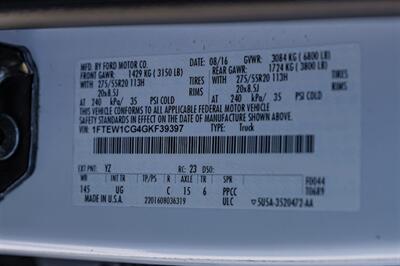 MFD. BY FORD MOTOR CO.
08/16 GVWR: 3084 KG ( 6800 LB)
FRONT GAWR: 1429 KG ( 3150 LB) REAR GAWR: 1724 KG ( 3800 LB)
WITH 275/55R20 113H TIRES WITH 275/55R20 113H TIRES
20x8.5J RIMS 20x8.5J RIMS
AT 240 kPa/ 35 PSI COLD AT 240 kPa/ 35 PSI COLD
THIS VEHICLE CONFORMS TO ALL APPLICABLE FEDERAL MOTOR VEHICLE
SAFETY STANDARDS IN EFFECT ON THE DATE OF MANUFACTURE SHOWN ABOVE.
VIN: 1FTEW1CG4GKF39397 TYPE: Truck
EXT PNT: YZ RC: 23 DSO:
WB INT TR TP/PS R AXLE TR SPR F0044
145 UG C 15 6 PPCC T0689
MADE IN U.S.A. 2201608036319 ULC 5U5A-3520472-AA